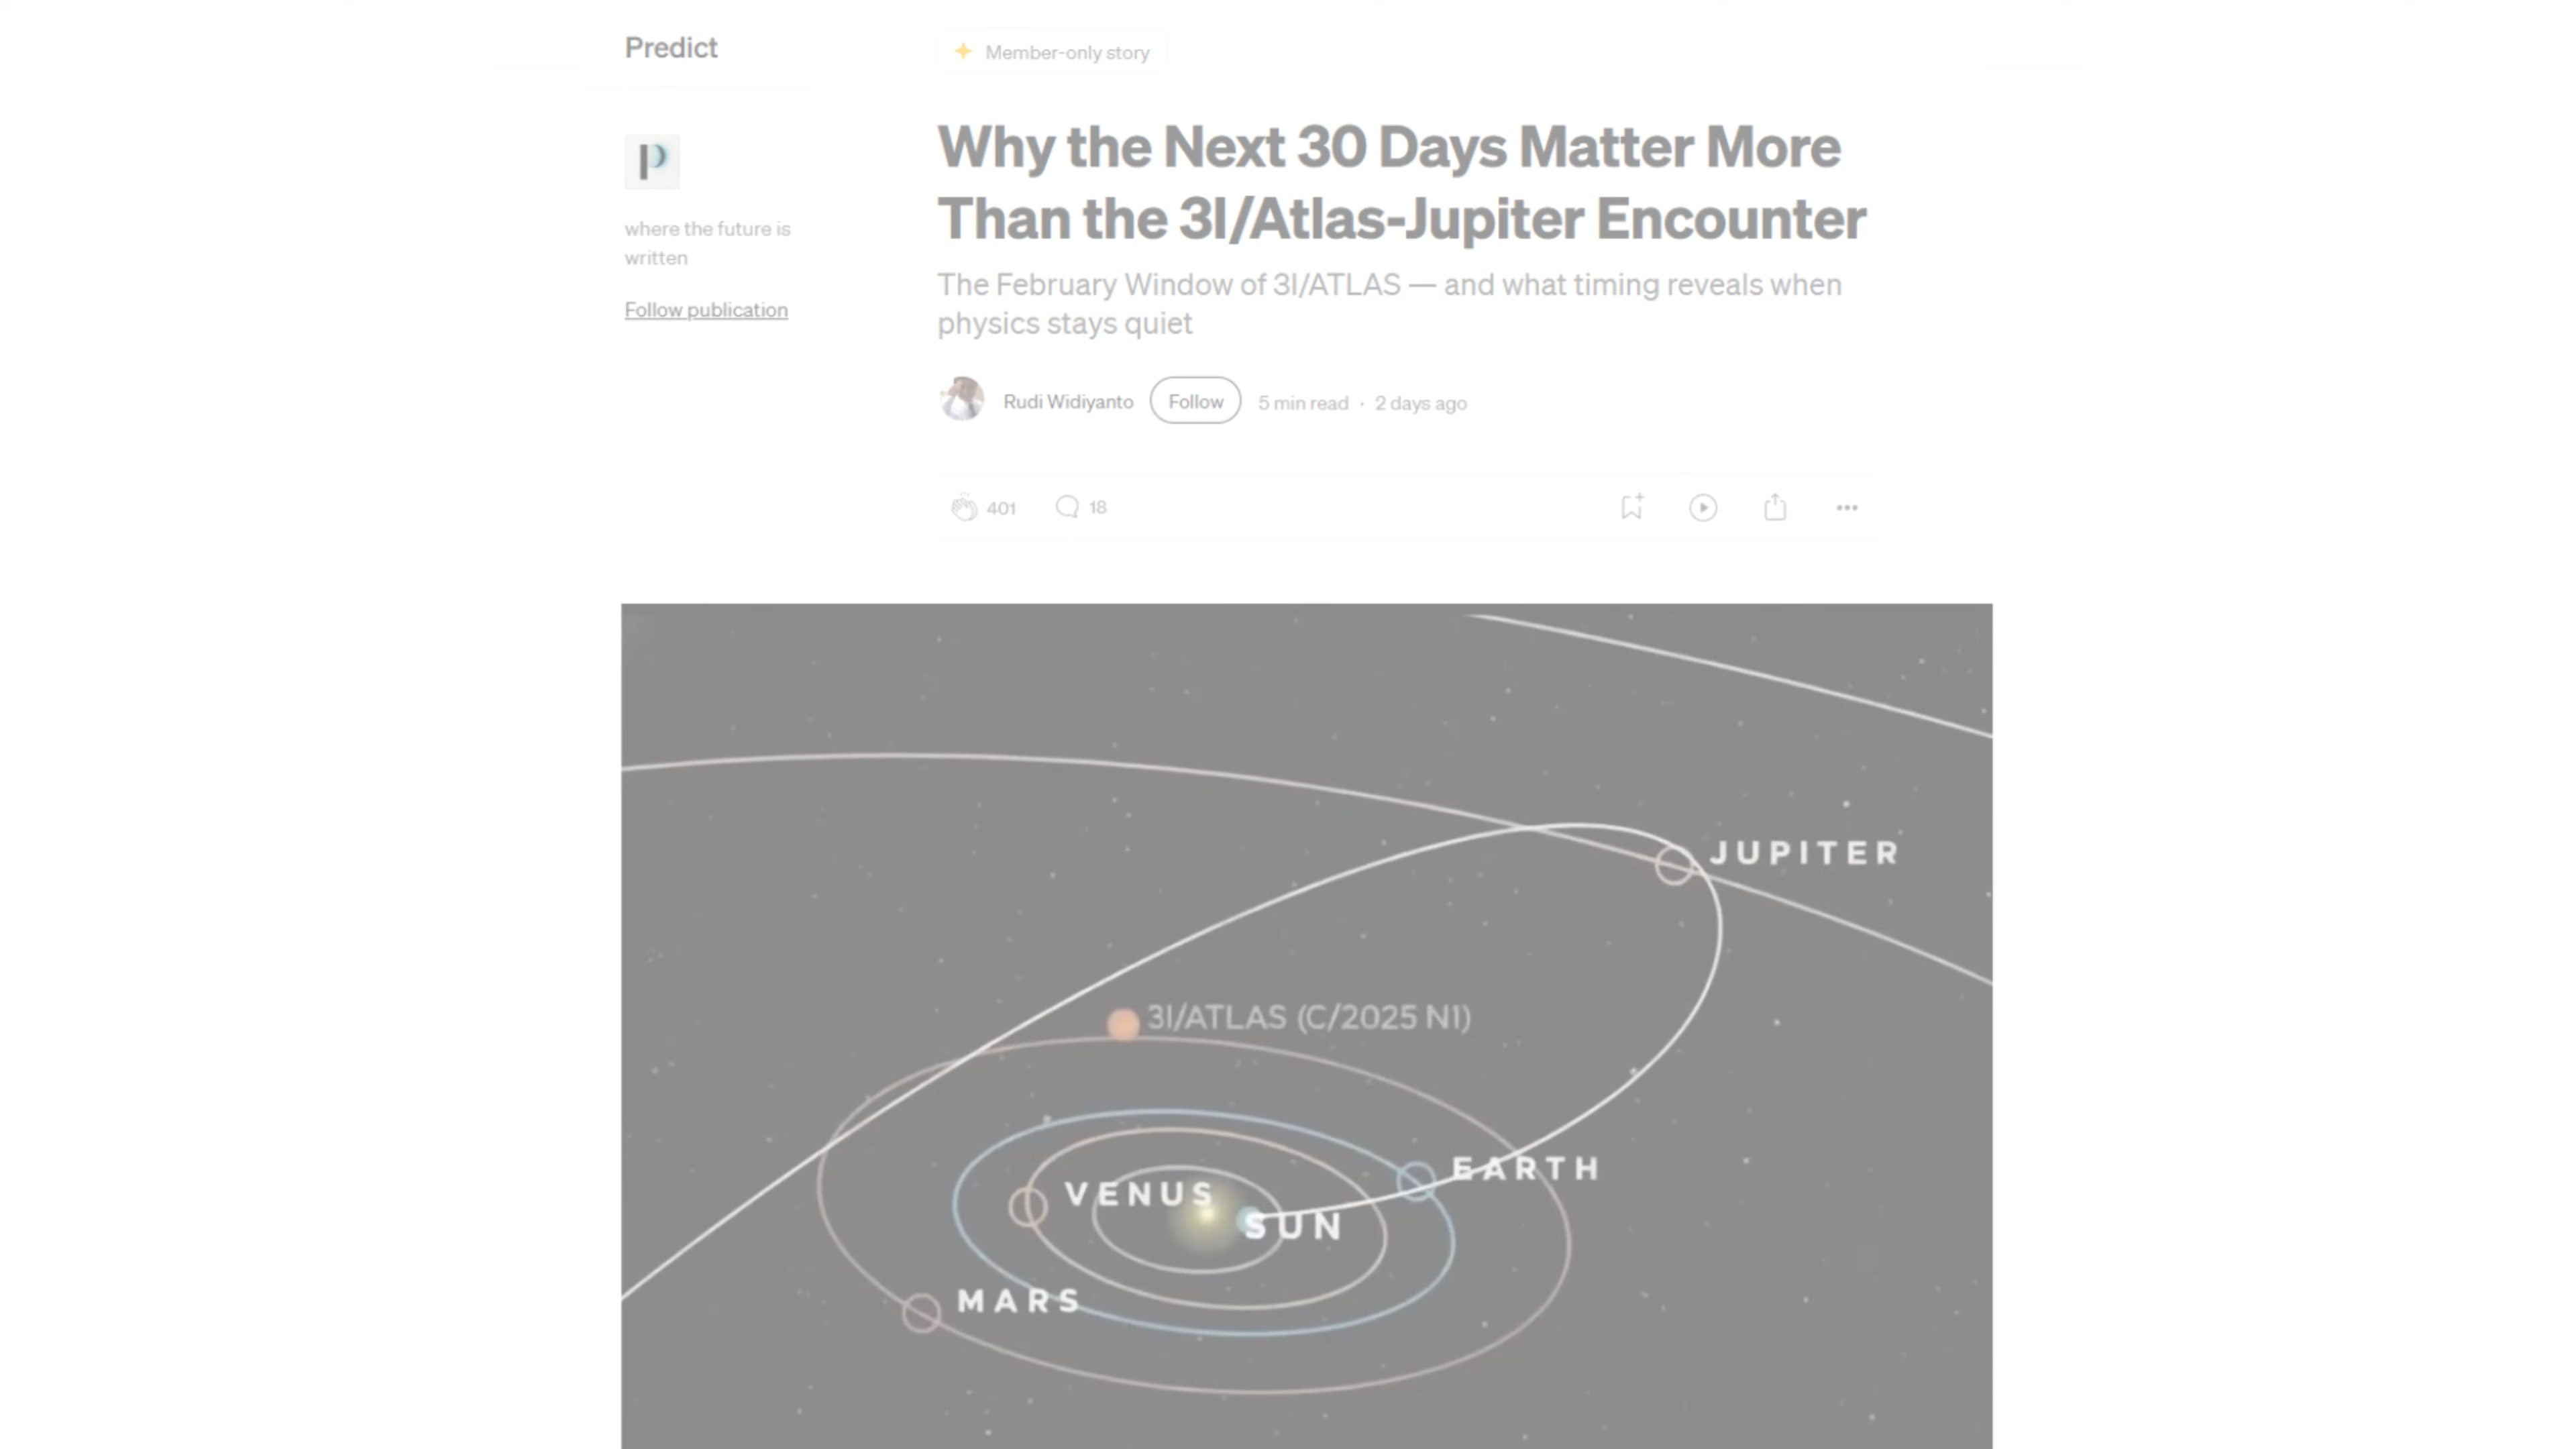 Predict
where the future is
written
Follow publication
Member-only story
Why the Next 30 Days Matter More
Than the 3I/Atlas-Jupiter Encounter
The February Window of 3I/ATLAS — and what timing reveals when
physics stays quiet
Rudi Widiyanto Follow 5 min read · 2 days ago
401 18
JUPITER
3I/ATLAS (C/2025 N1)
EARTH
VENUS
SUN
MARS